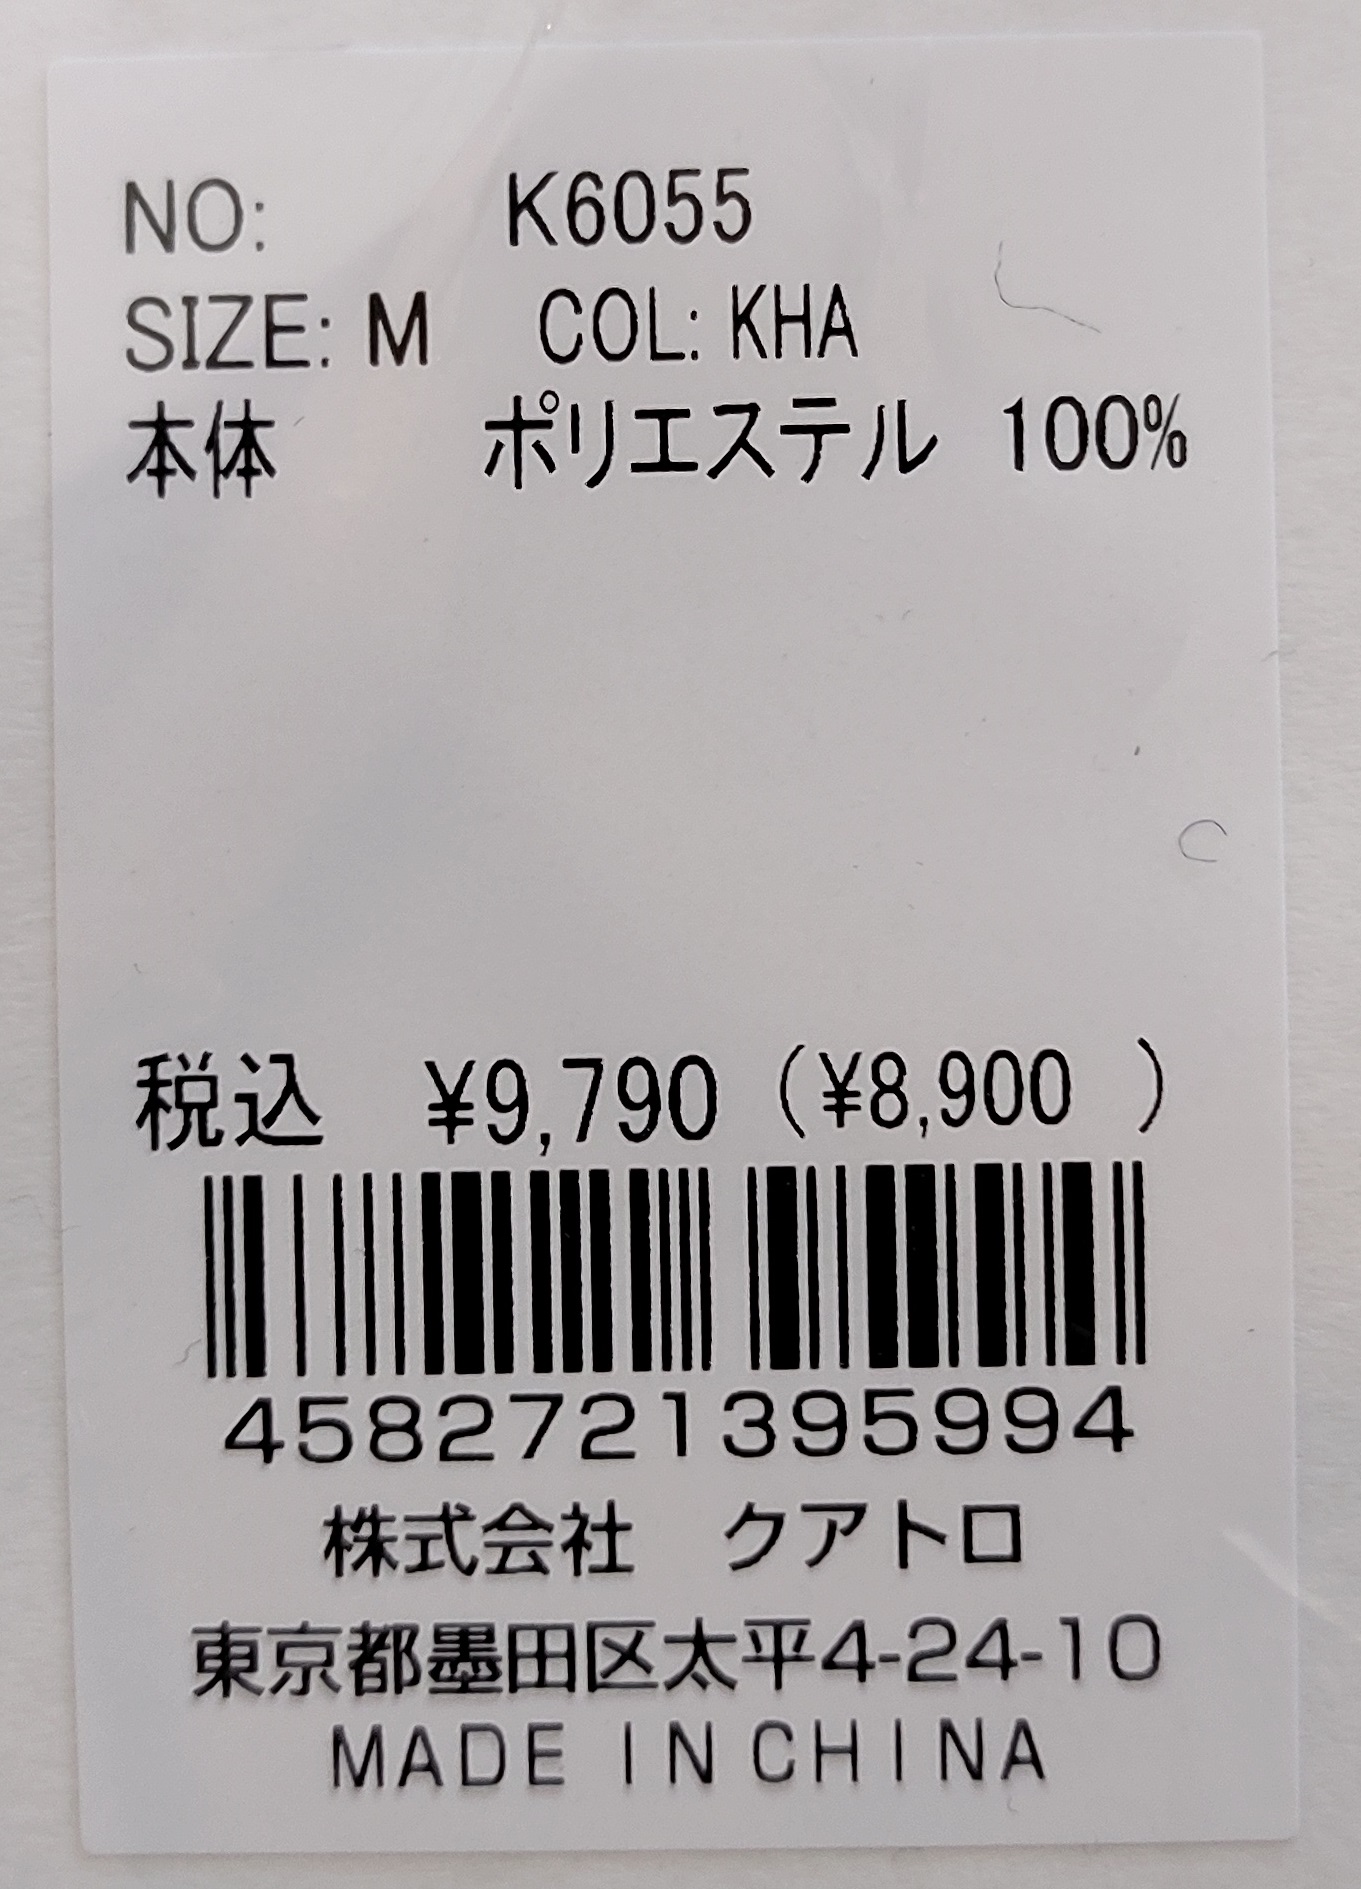 NO: K6055
SIZE: M COL: KHA
本体 ポリエステル 100%
税込 ¥9,790 (¥8,900 )
4582721395994
株式会社 クアトロ
東京都墨田区太平4-24-10
MADE IN CHINA